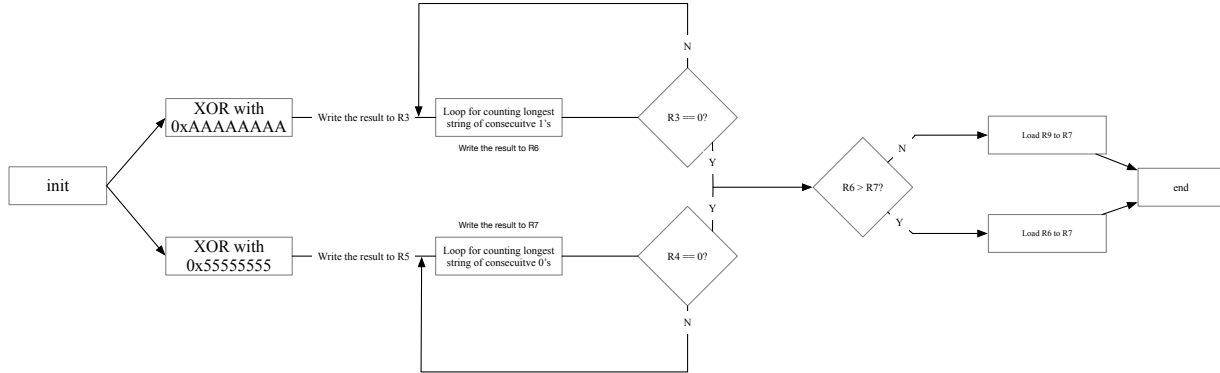 init
XOR with
0xAAAAAAAA
Write the result to R3
Loop for counting longest
string of consecuitve 1's
Write the result to R6
R3 == 0?
N
Y
XOR with
0x55555555
Write the result to R5
Write the result to R7
Loop for counting longest
string of consecuitve 0's
R4 == 0?
Y
N
R6 > R7?
N
Y
Load R9 to R7
Load R6 to R7
end